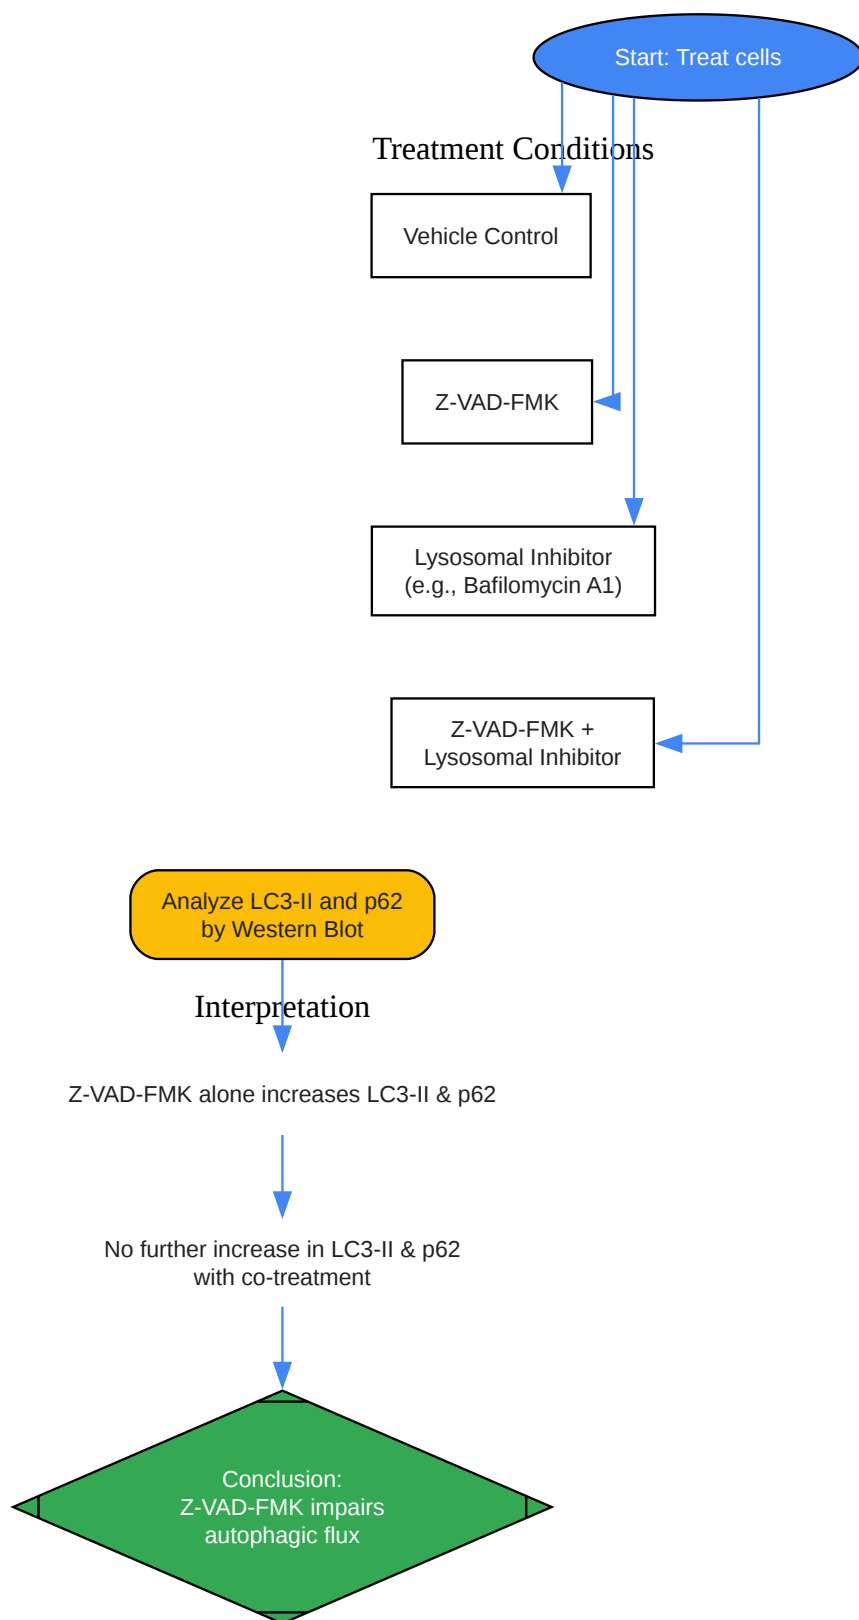 Start: Treat cells
Treatment Conditions
Vehicle Control
Z-VAD-FMK
Lysosomal Inhibitor
(e.g., Bafilomycin A1)
Z-VAD-FMK +
Lysosomal Inhibitor
Analyze LC3-II and p62
by Western Blot
Interpretation
Z-VAD-FMK alone increases LC3-II & p62
No further increase in LC3-II & p62
with co-treatment
Conclusion:
Z-VAD-FMK impairs
autophagic flux